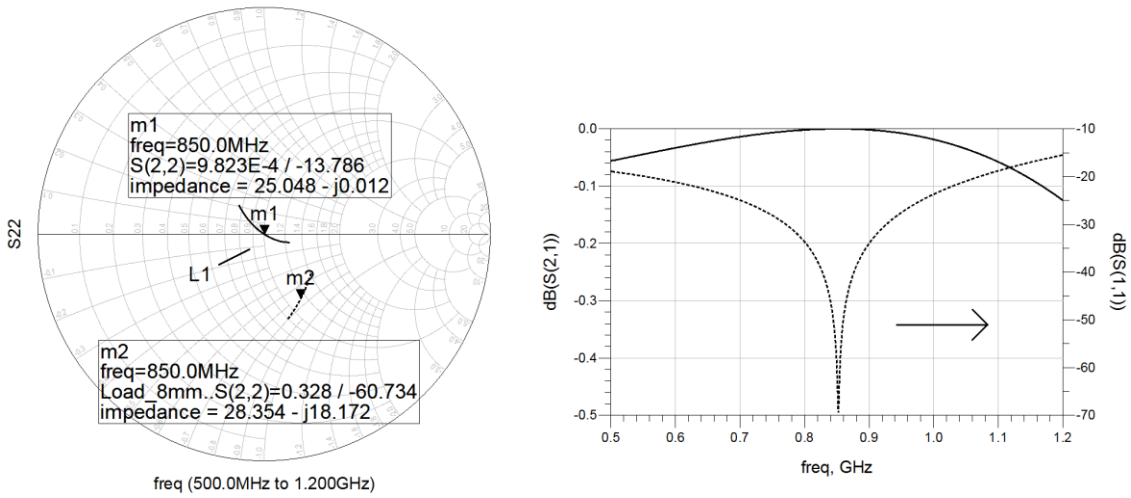 m1
freq=850.0MHz
S(2,2)=9.823E-4 / -13.786
impedance = 25.048 - j0.012
m1
L1
m2
m2
freq=850.0MHz
Load_8mm..S(2,2)=0.328 / -60.734
impedance = 28.354 - j18.172
S22
freq (500.0MHz to 1.200GHz)
0.0
-0.1
-0.2
-0.3
-0.4
-0.5
dB(S(2,1))
-10
-20
-30
-40
-50
-60
-70
dB(S(1,1))
0.5
0.6
0.7
0.8
0.9
1.0
1.1
1.2
freq, GHz